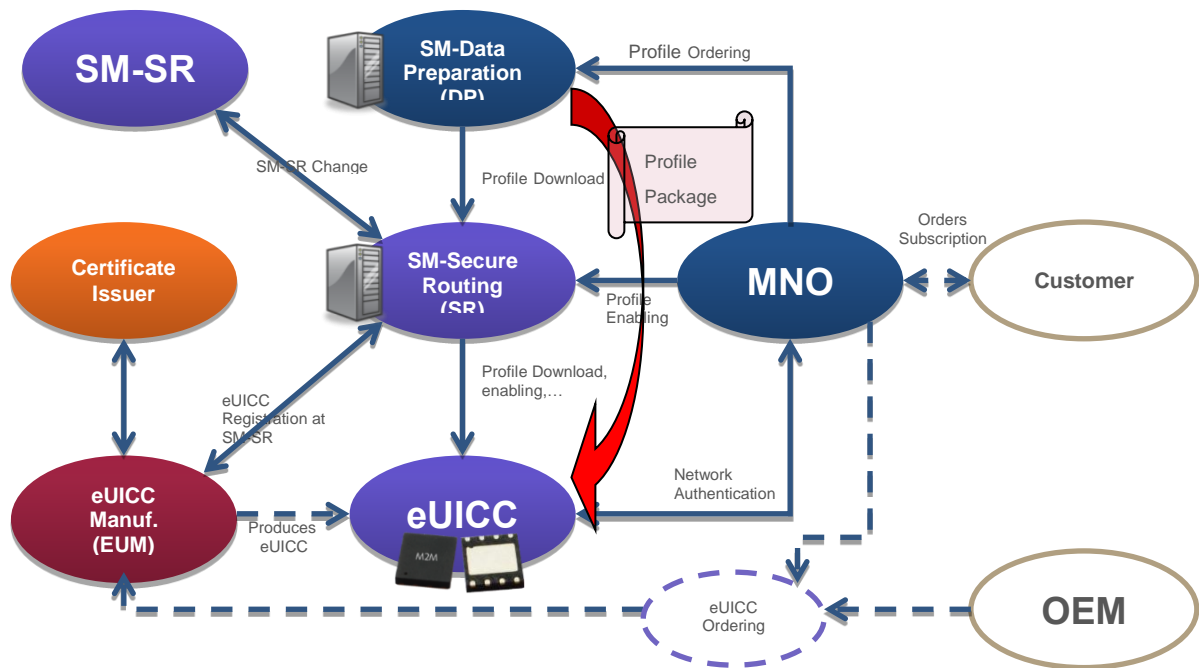 SM-SR
SM-Data
Preparation
(DP)
Profile Ordering
SM-SR Change
Profile Download
Profile
Package
Orders
Subscription
Certificate
Issuer
SM-Secure
Routing
(SR)
MNO
Customer
Profile
Enabling
Profile Download,
enabling,...
eUICC
Registration at
SM-SR
eUICC
Manuf.
(EUM)
Produces
eUICC
eUICC
M2M
Network
Authentication
eUICC
Ordering
OEM